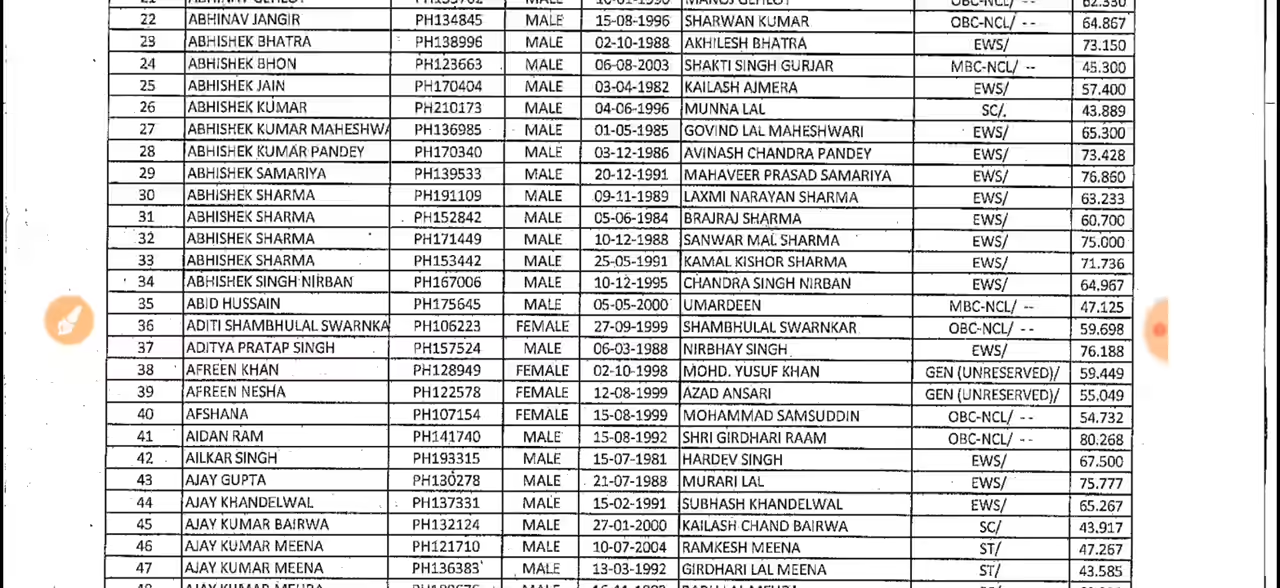 22 ABHINAV JANGIR PH134845 MALE 15-08-1996 SHARWAN KUMAR OBC-NCL/ -- 64.867
23 ABHISHEK BHATRA PH138996 MALE 02-10-1988 AKHILESH BHATRA EWS/ 73.150
24 ABHISHEK BHON PH123663 MALE 06-08-2003 SHAKTI SINGH GURJAR MBC-NCL/ -- 45.300
25 ABHISHEK JAIN PH170404 MALE 03-04-1982 KAILASH AJMERA EWS/ 57.400
26 ABHISHEK KUMAR PH210173 MALE 04-06-1996 MUNNA LAL SC/. 43.889
27 ABHISHEK KUMAR MAHESHWA PH136985 MALE 01-05-1985 GOVIND LAL MAHESHWARI EWS/ 65.300
28 ABHISHEK KUMAR PANDEY PH170340 MALE 03-12-1986 AVINASH CHANDRA PANDEY EWS/ 73.428
29 ABHISHEK SAMARIYA PH139533 MALE 20-12-1991 MAHAVEER PRASAD SAMARIYA EWS/ 76.860
30 ABHISHEK SHARMA PH191109 MALE 09-11-1989 LAXMI NARAYAN SHARMA EWS/ 63.233
31 ABHISHEK SHARMA PH152842 MALE 05-06-1984 BRAJRAJ SHARMA EWS/ 60.700
32 ABHISHEK SHARMA PH171449 MALE 10-12-1988 SANWAR MAL SHARMA EWS/ 75.000
33 ABHISHEK SHARMA PH153442 MALE 25-05-1991 KAMAL KISHOR SHARMA EWS/ 71.736
34 ABHISHEK SINGH NIRBAN PH167006 MALE 10-12-1995 CHANDRA SINGH NIRBAN EWS/ 64.967
35 ABID HUSSAIN PH175645 MALE 05-05-2000 UMARDEEN MBC-NCL/ -- 47.125
36 ADITI SHAMBHULAL SWARNKA PH106223 FEMALE 27-09-1999 SHAMBHULAL SWARNKAR OBC-NCL/ -- 59.698
37 ADITYA PRATAP SINGH PH157524 MALE 06-03-1988 NIRBHAY SINGH EWS/ 76.188
38 AFREEN KHAN PH128949 FEMALE 02-10-1998 MOHD. YUSUF KHAN GEN (UNRESERVED)/ 59.449
39 AFREEN NESHA PH122578 FEMALE 12-08-1999 AZAD ANSARI GEN (UNRESERVED)/ 55.049
40 AFSHANA PH107154 FEMALE 15-08-1999 MOHAMMAD SAMSUDDIN OBC-NCL/ -- 54.732
41 AIDAN RAM PH141740 MALE 15-08-1992 SHRI GIRDHARI RAAM OBC-NCL/ -- 80.268
42 AILKAR SINGH PH193315 MALE 15-07-1981 HARDEV SINGH EWS/ 67.500
43 AJAY GUPTA PH130278 MALE 21-07-1988 MURARI LAL EWS/ 75.777
44 AJAY KHANDELWAL PH137331 MALE 15-02-1991 SUBHASH KHANDELWAL EWS/ 65.267
45 AJAY KUMAR BAIRWA PH132124 MALE 27-01-2000 KAILASH CHAND BAIRWA SC/ 43.917
46 AJAY KUMAR MEENA PH121710 MALE 10-07-2004 RAMKESH MEENA ST/ 47.267
47 AJAY KUMAR MEENA PH136383 MALE 13-03-1992 GIRDHARI LAL MEENA ST/ 43.585